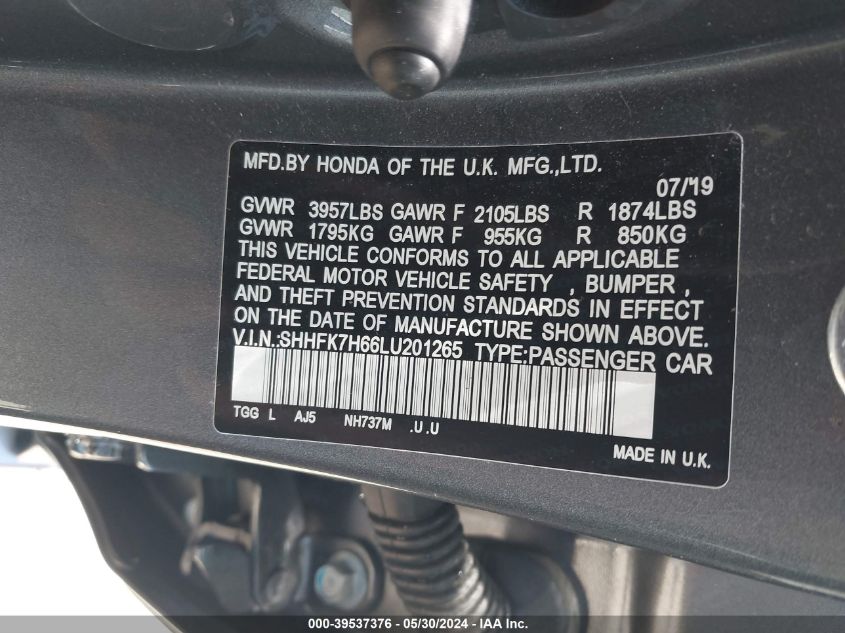 MFD.BY HONDA OF THE U.K. MFG.,LTD.
07/'19
GVWR 3957LBS GAWR F 2105LBS R 1874LBS
GVWR 1795KG GAWR F 955KG R 850KG
THIS VEHICLE CONFORMS TO ALL APPLICABLE
FEDERAL MOTOR VEHICLE SAFETY , BUMPER ,
AND THEFT PREVENTION STANDARDS IN EFFECT
ON THE DATE OF MANUFACTURE SHOWN ABOVE.
V.I.N.:SHHFK7H66LU201265 TYPE:PASSENGER CAR
TGG L AJ5 NH737M .U.U
MADE IN U.K.
000-39537376 — 05/30/2024 — IAA Inc.